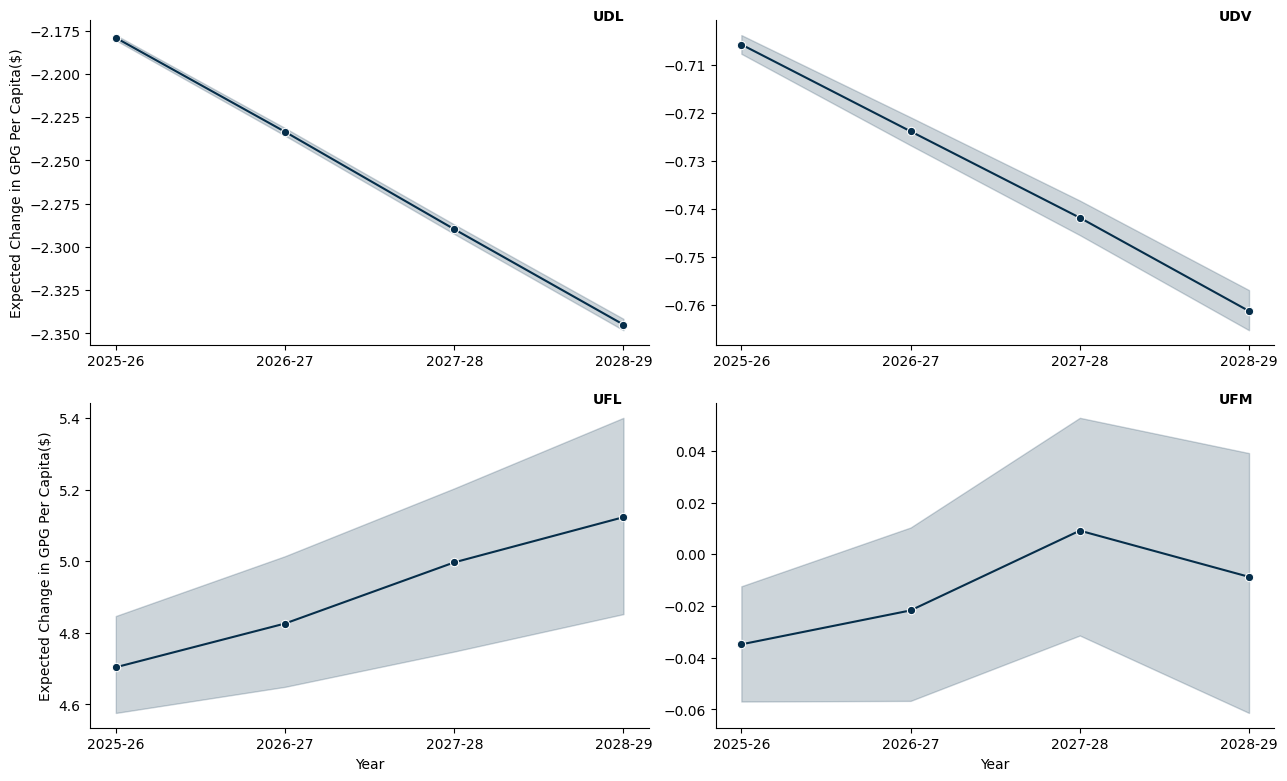 UDL
Expected Change in GPG Per Capita($)
−2.175
−2.200
−2.225
−2.250
−2.275
−2.300
−2.325
−2.350
2025-26 2026-27 2027-28 2028-29
UDV
−0.71
−0.72
−0.73
−0.74
−0.75
−0.76
2025-26 2026-27 2027-28 2028-29
UFL
Expected Change in GPG Per Capita($)
5.4
5.2
5.0
4.8
4.6
2025-26 2026-27 2027-28 2028-29
Year
UFM
0.04
0.02
0.00
−0.02
−0.04
−0.06
2025-26 2026-27 2027-28 2028-29
Year